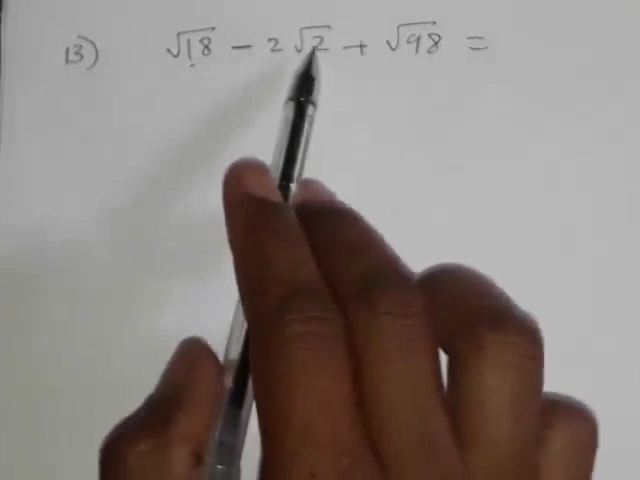 13) √18 - 2√2 + √98 =